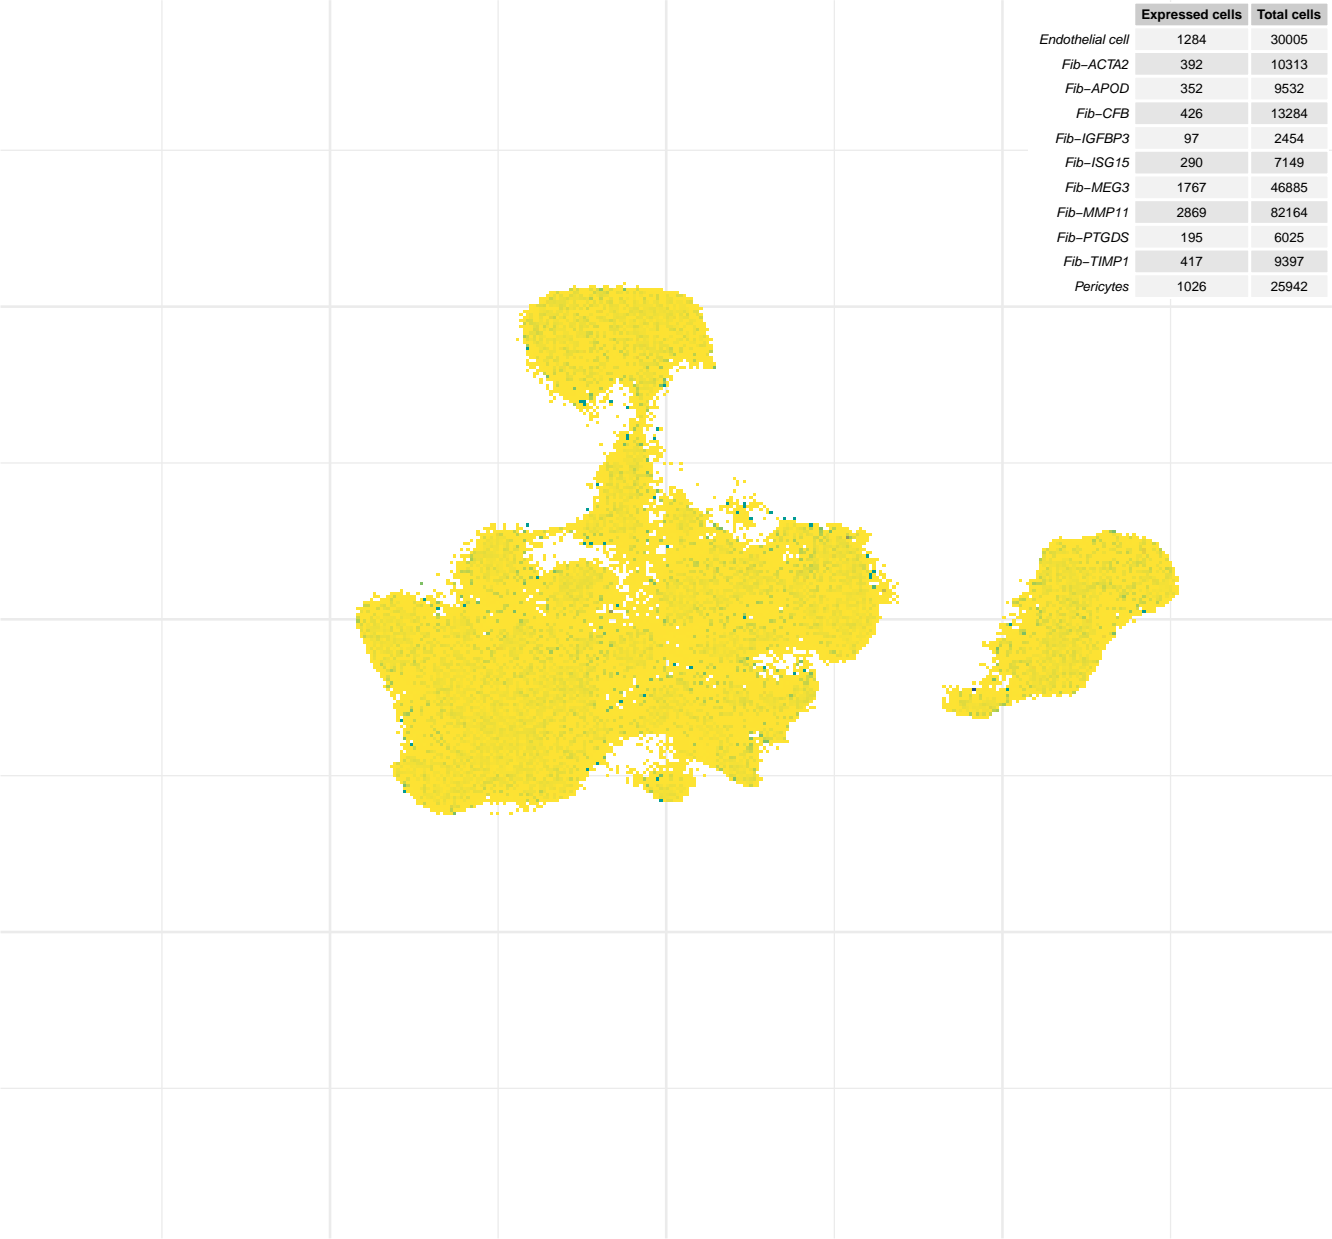 Expressed cells Total cells
Endothelial cell 1284 30005
Fib−ACTA2 392 10313
Fib−APOD 352 9532
Fib−CFB 426 13284
Fib−IGFBP3 97 2454
Fib−ISG15 290 7149
Fib−MEG3 1767 46885
Fib−MMP11 2869 82164
Fib−PTGDS 195 6025
Fib−TIMP1 417 9397
Pericytes 1026 25942